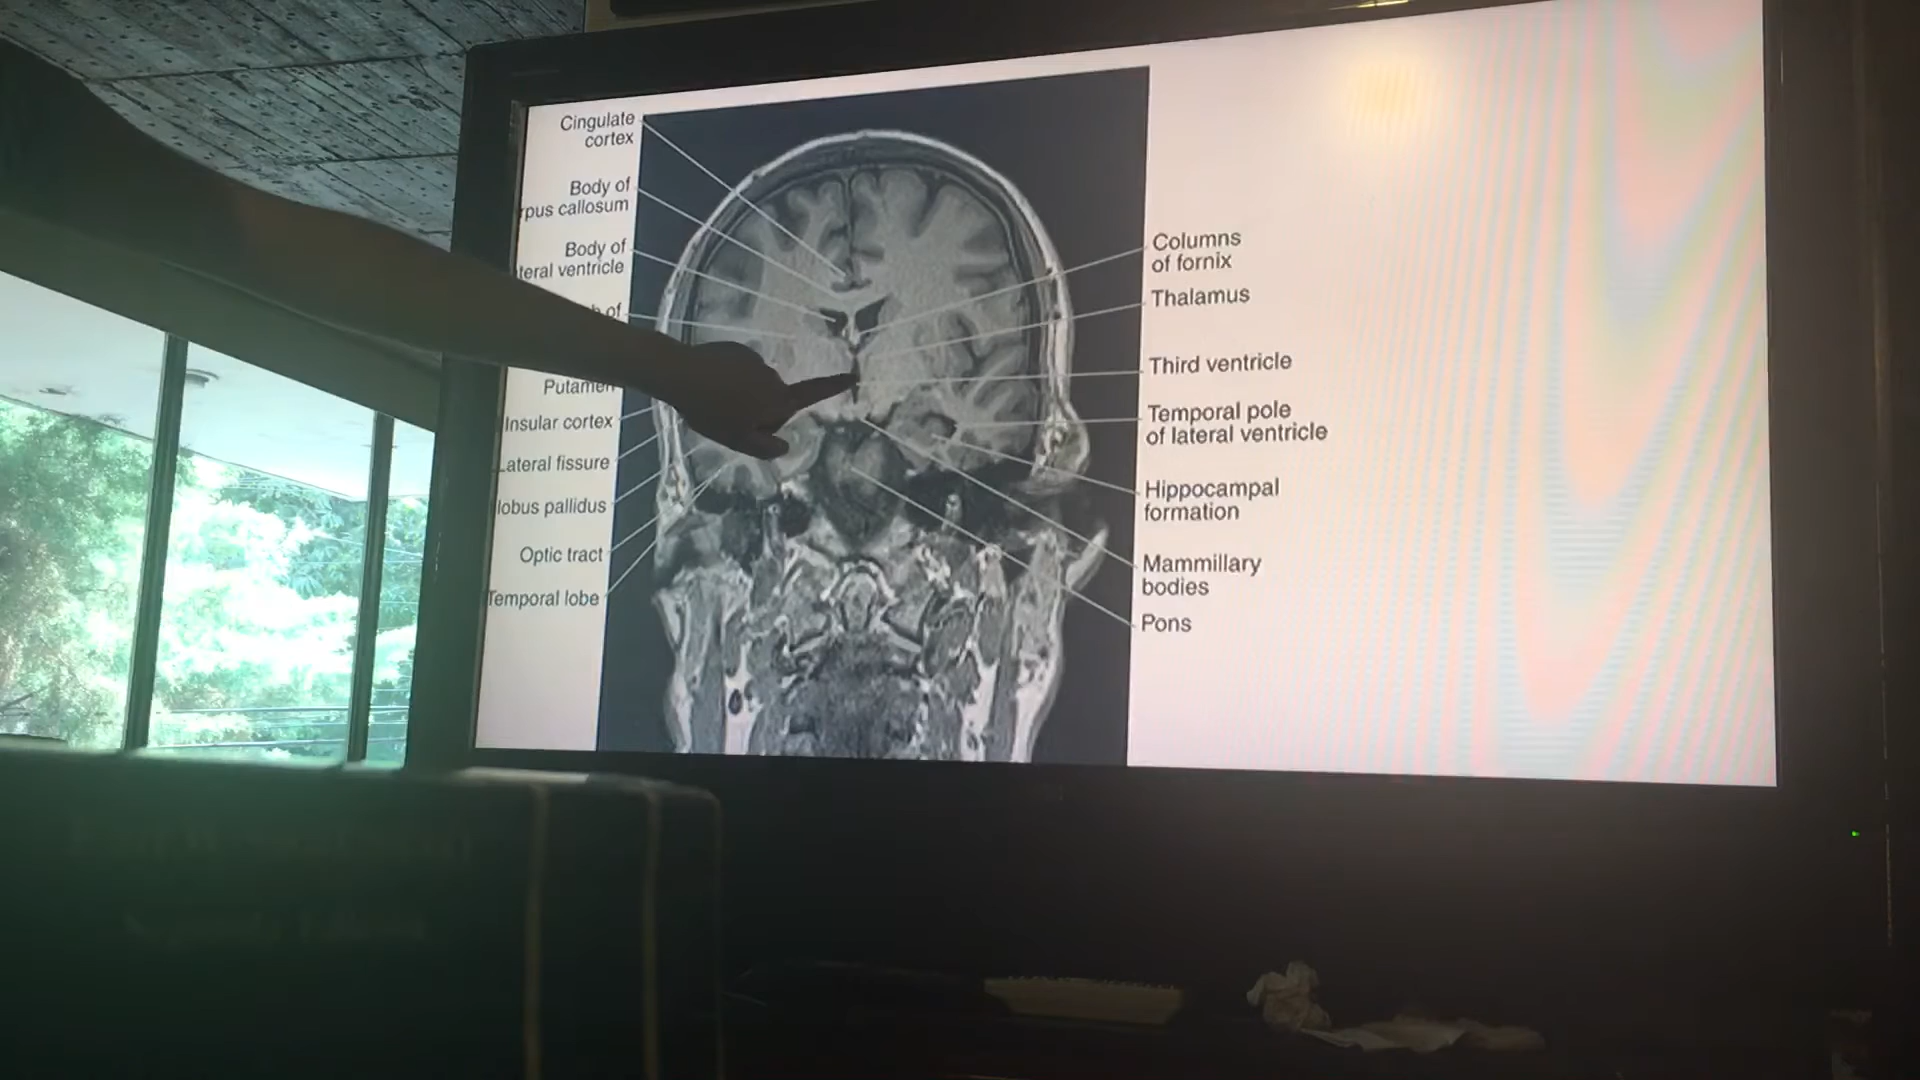 Cingulate
cortex
Body of
rpus callosum
Body of
teral ventricle
of
Putamen
Insular cortex
Lateral fissure
lobus pallidus
Optic tract
Temporal lobe
Columns
of fornix
Thalamus
Third ventricle
Temporal pole
of lateral ventricle
Hippocampal
formation
Mammillary
bodies
Pons